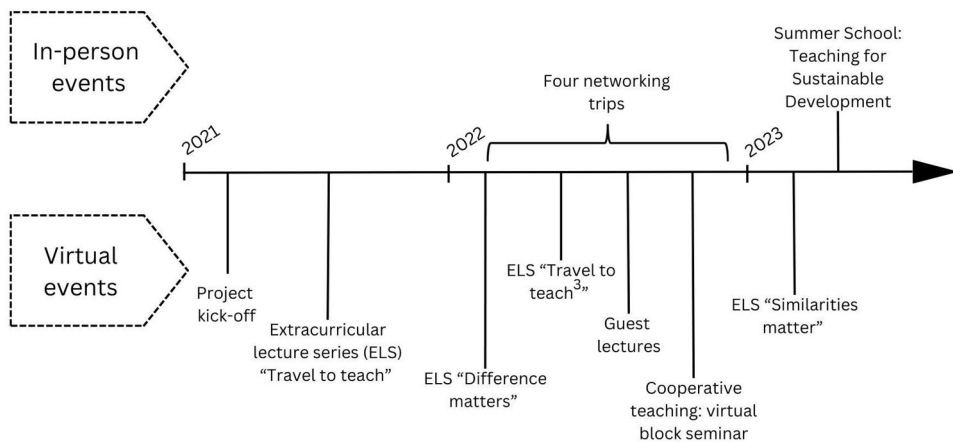 In-person
events
Summer School:
Teaching for
Sustainable
Development
Four networking
trips
2021
2022
2023
Virtual
events
Project
kick-off
Extracurricular
lecture series (ELS)
“Travel to teach”
ELS “Difference
matters”
ELS “Travel to
teach³”
Guest
lectures
Cooperative
teaching: virtual
block seminar
ELS “Similarities
matter”